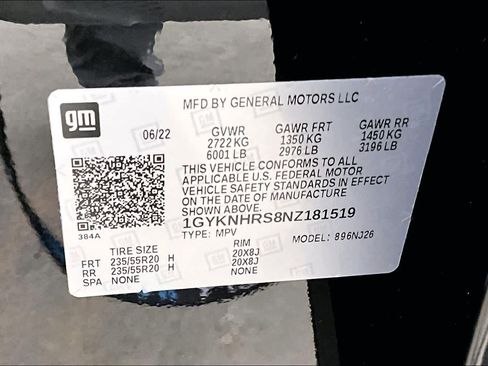 gm
MFD BY GENERAL MOTORS LLC
06/22 GVWR GAWR FRT GAWR RR
2722 KG 1350 KG 1450 KG
6001 LB 2976 LB 3196 LB
THIS VEHICLE CONFORMS TO ALL
APPLICABLE U.S. FEDERAL MOTOR
VEHICLE SAFETY STANDARDS IN EFFECT
ON THE DATE OF MANUFACTURE
SHOWN ABOVE.
384A
1GYKNHRS8NZ181519
TYPE: MPV MODEL: 896NJ26
TIRE SIZE RIM
FRT 235/55R20 H 20X8J
RR 235/55R20 H 20X8J
SPA NONE NONE